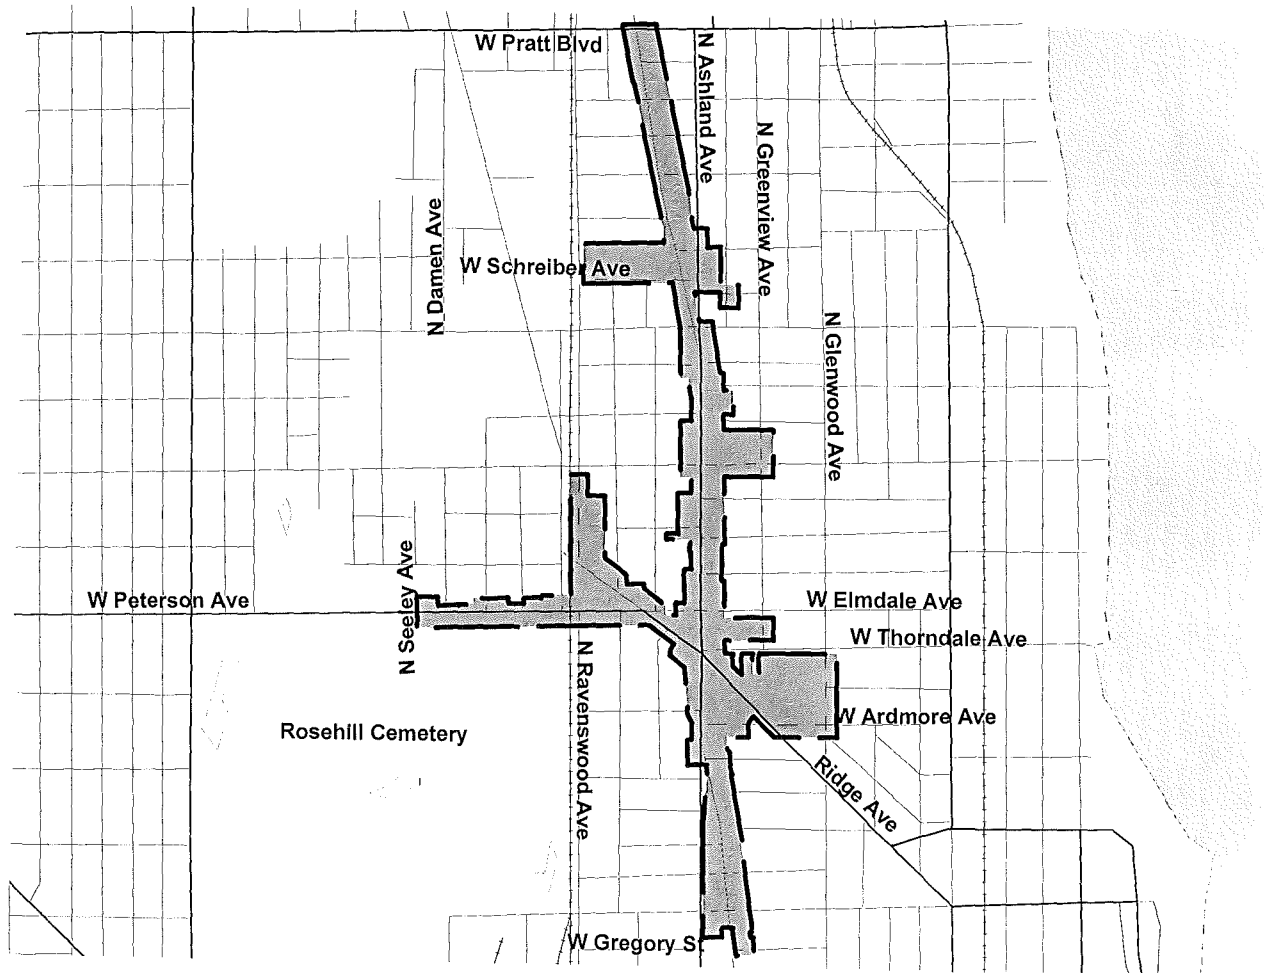 W Pratt Blvd
N Ashland Ave
N Greenview Ave
N Damen Ave
W Schreiber Ave
N Glenwood Ave
N Seeley Ave
W Peterson Ave
W Elmdale Ave
W Thorndale Ave
N Ravenswood Ave
W Ardmore Ave
Rosehill Cemetery
Ridge Ave
W Gregory St